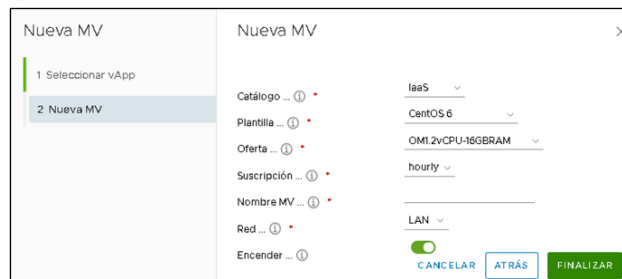 Nueva MV
1 Seleccionar vApp
2 Nueva MV
Nueva MV
Catálogo ... * IaaS
Plantilla ... * CentOS 6
Oferta ... * OM1.2vCPU-16GBRAM
Suscripción ... * hourly
Nombre MV ... *
Red ... * LAN
Encender ...
CANCELAR ATRÁS FINALIZAR